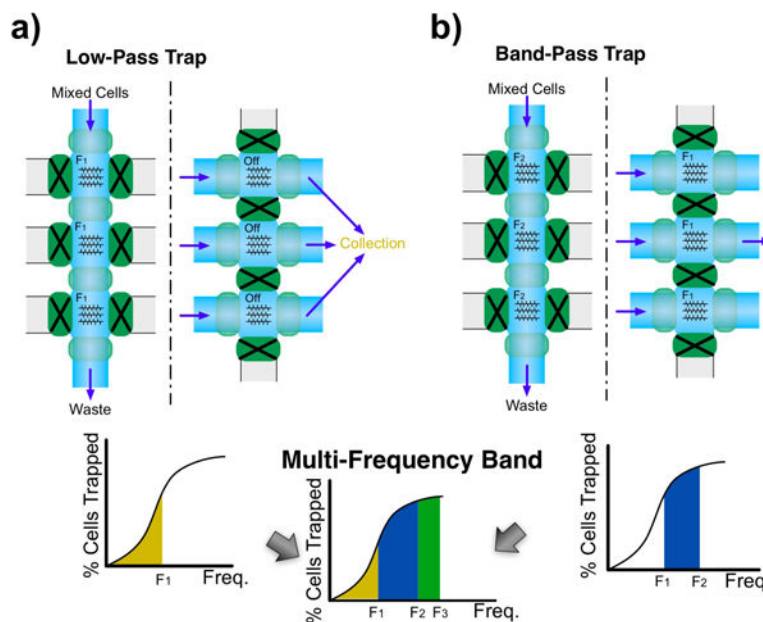 a)
Low-Pass Trap
Mixed Cells
F1
F1
F1
Waste
Off
Off
Off
Collection
b)
Band-Pass Trap
Mixed Cells
F2
F2
F2
Waste
F1
F1
F1
% Cells Trapped
F1
Freq.
Multi-Frequency Band
% Cells Trapped
F1 F2 F3
Freq.
% Cells Trapped
F1 F2
Freq.